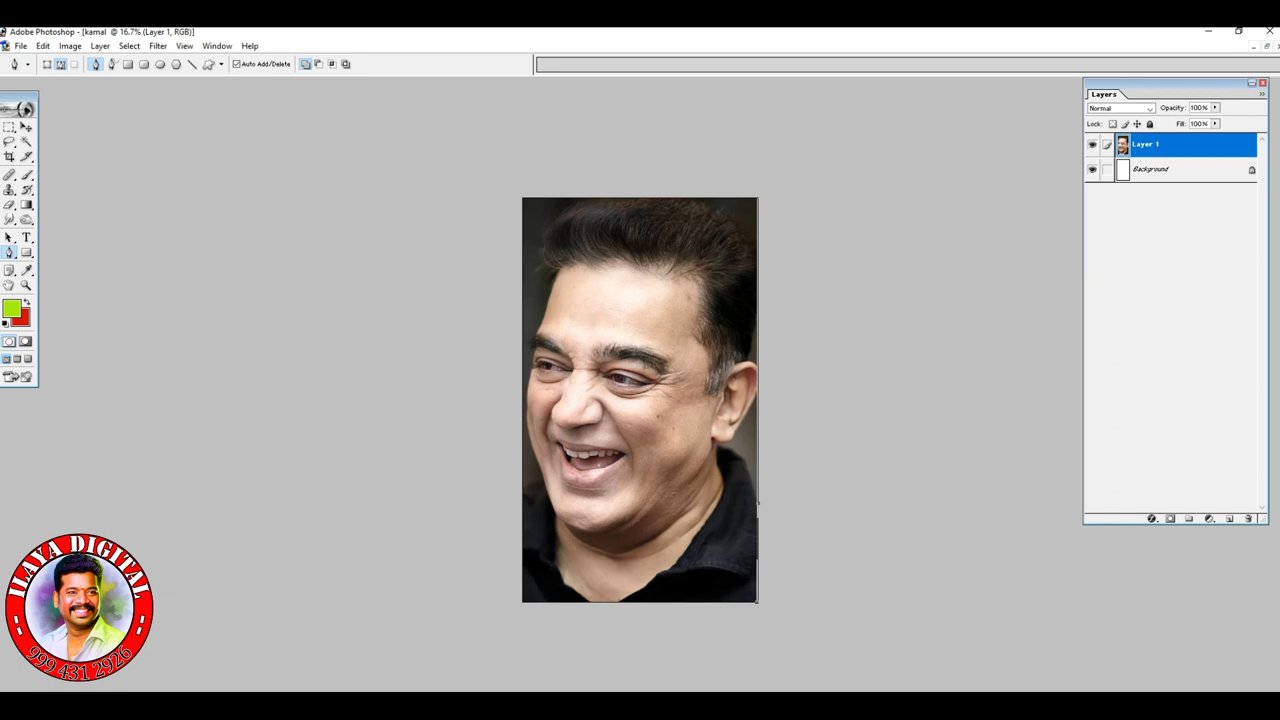 Adobe Photoshop - [kamal @ 16.7% (Layer 1, RGB)]
File Edit Image Layer Select Filter View Window Help
Auto Add/Delete
Layers
Normal Opacity: 100%
Lock: Fill: 100%
Layer 1
Background
T
ILAYA DIGITAL
999 431 2926